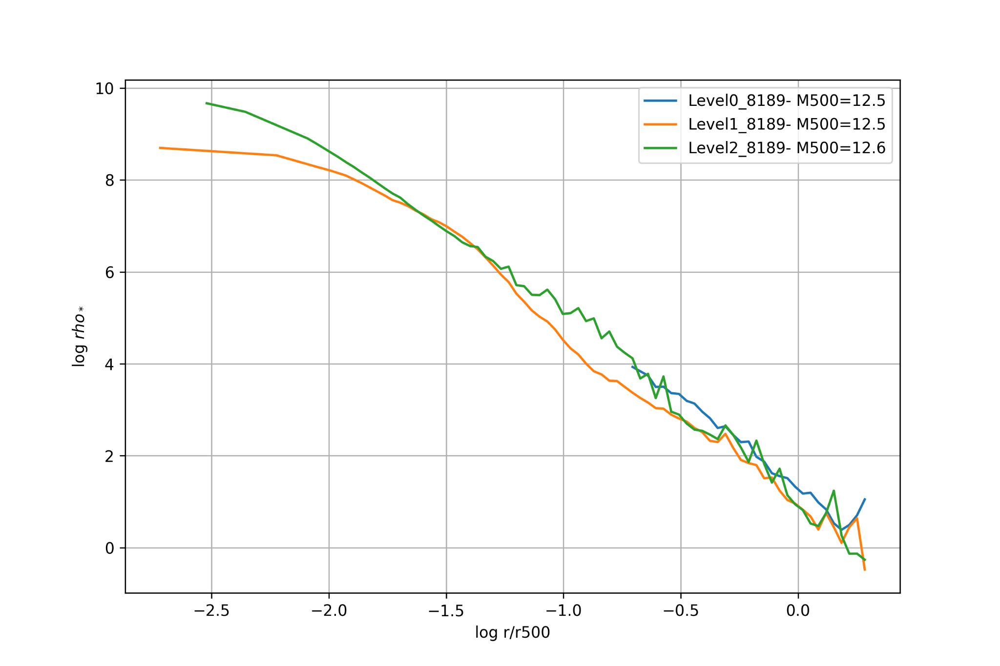 10
8
6
4
2
0
log rho*
−2.5 −2.0 −1.5 −1.0 −0.5 0.0
log r/r500
Level0_8189- M500=12.5
Level1_8189- M500=12.5
Level2_8189- M500=12.6